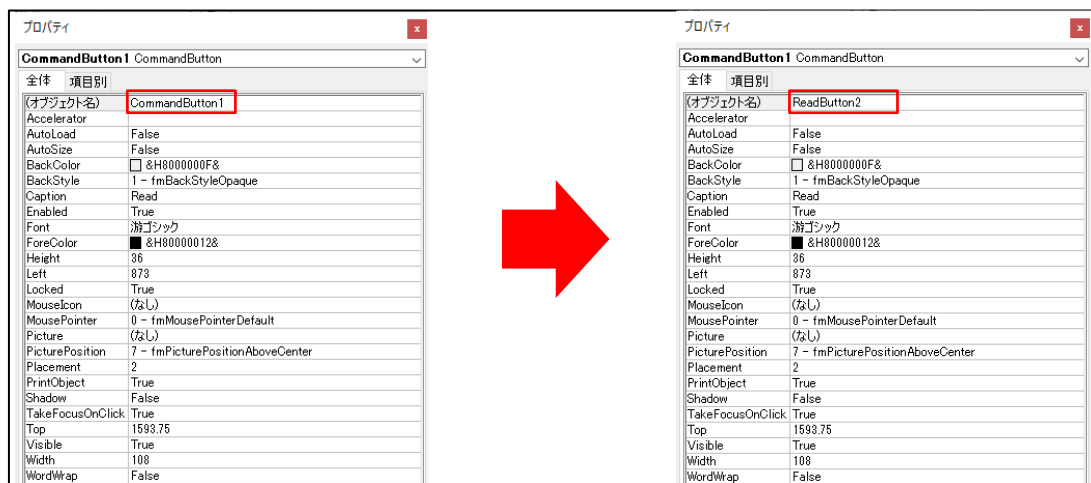 プロパティ
x
CommandButton1 CommandButton
全体 項目別
(オブジェクト名) CommandButton1
Accelerator
AutoLoad False
AutoSize False
BackColor &H8000000F&
BackStyle 1 - fmBackStyleOpaque
Caption Read
Enabled True
Font 游ゴシック
ForeColor &H80000012&
Height 36
Left 873
Locked True
MouseIcon (なし)
MousePointer 0 - fmMousePointerDefault
Picture (なし)
PicturePosition 7 - fmPicturePositionAboveCenter
Placement 2
PrintObject True
Shadow False
TakeFocusOnClick True
Top 1593.75
Visible True
Width 108
WordWrap False
プロパティ
x
CommandButton1 CommandButton
全体 項目別
(オブジェクト名) ReadButton2
Accelerator
AutoLoad False
AutoSize False
BackColor &H8000000F&
BackStyle 1 - fmBackStyleOpaque
Caption Read
Enabled True
Font 游ゴシック
ForeColor &H80000012&
Height 36
Left 873
Locked True
MouseIcon (なし)
MousePointer 0 - fmMousePointerDefault
Picture (なし)
PicturePosition 7 - fmPicturePositionAboveCenter
Placement 2
PrintObject True
Shadow False
TakeFocusOnClick True
Top 1593.75
Visible True
Width 108
WordWrap False